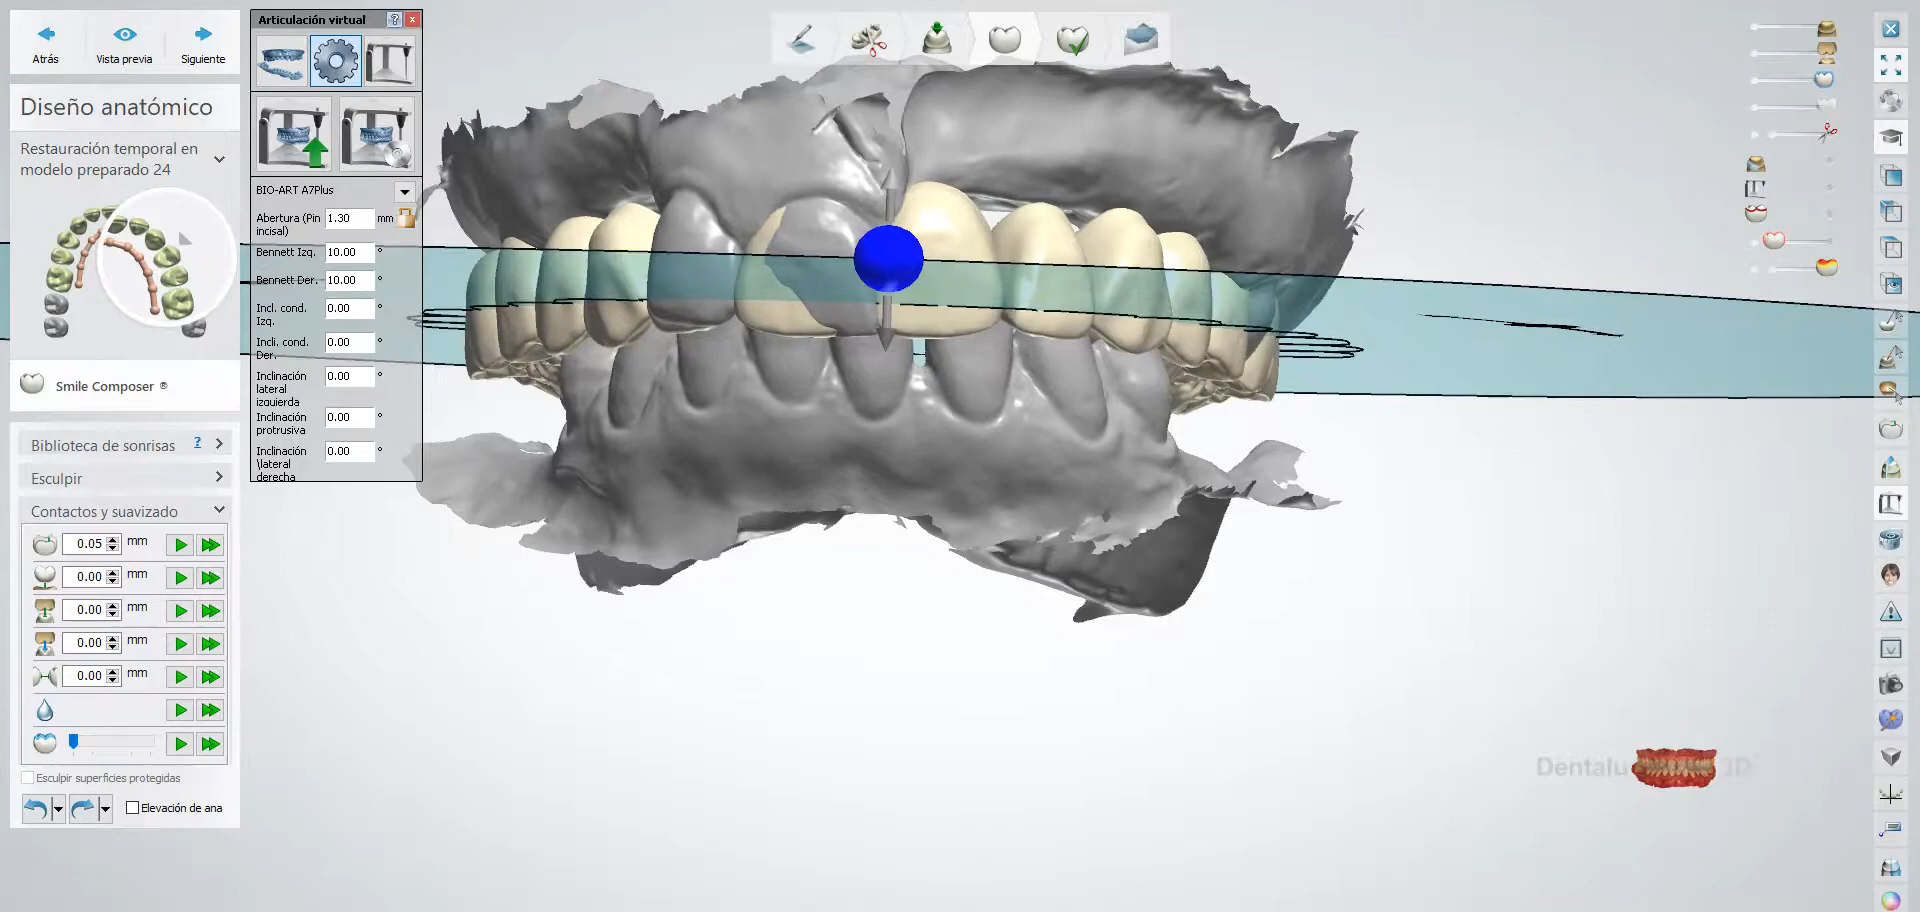 Atrás
Vista previa
Siguiente
Diseño anatómico
Restauración temporal en
modelo preparado 24
Smile Composer ®
Biblioteca de sonrisas ?
Esculpir
Contactos y suavizado
0.05 mm
0.00 mm
0.00 mm
0.00 mm
0.00 mm
Esculpir superficies protegidas
Elevación de ana
Articulación virtual ?
BIO-ART A7Plus
Abertura (Pin
incisal)
1.30 mm
Bennett Izq. 10.00 °
Bennett Der. 10.00 °
Incl. cond.
Izq.
0.00 °
Incli. cond.
Der.
0.00 °
Inclinación
lateral
izquierda
0.00 °
Inclinación
protrusiva
0.00 °
Inclinación
\lateral
derecha
0.00 °
Dentalu 3D